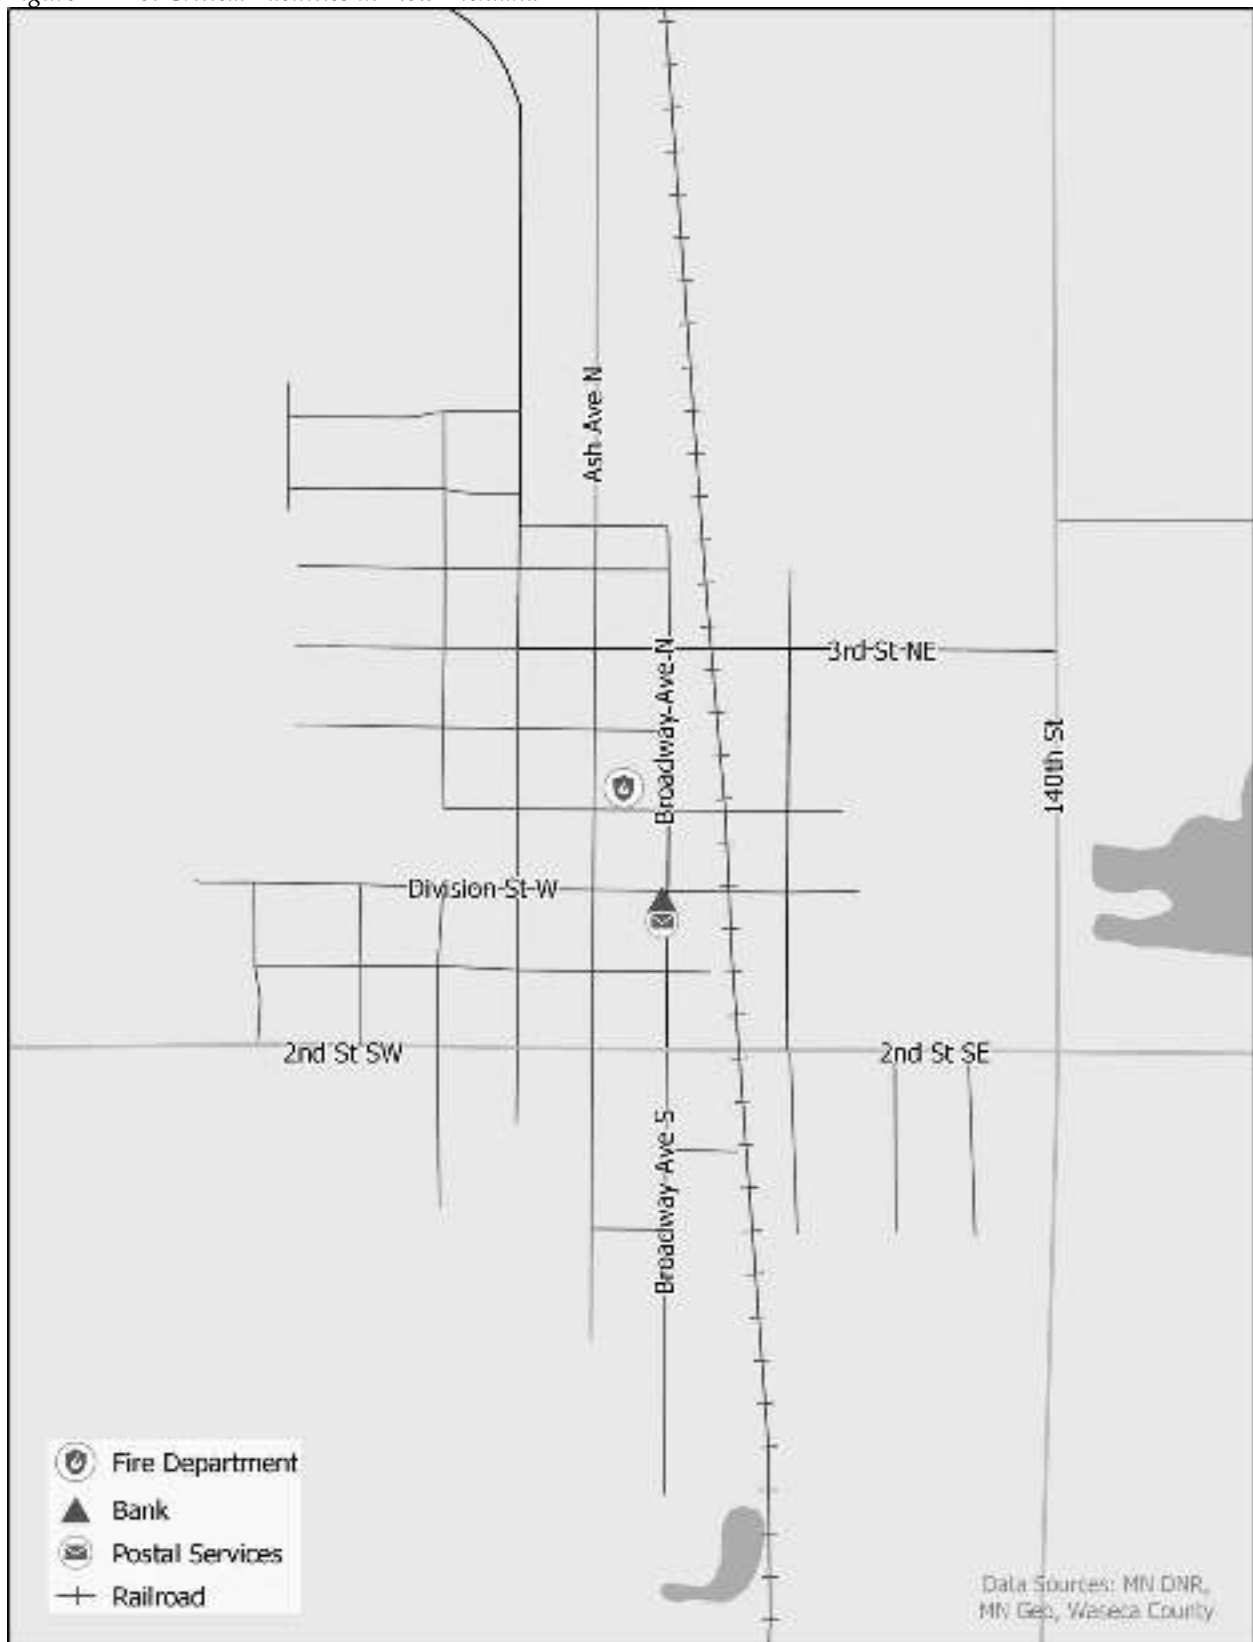 Ash Ave N
Broadway Ave N
3rd St NE
140th St
Division St W
2nd St SW
2nd St SE
Broadway Ave S
Fire Department
Bank
Postal Services
Railroad
Data Sources: MN DNR,
MN Geo, Waseca County